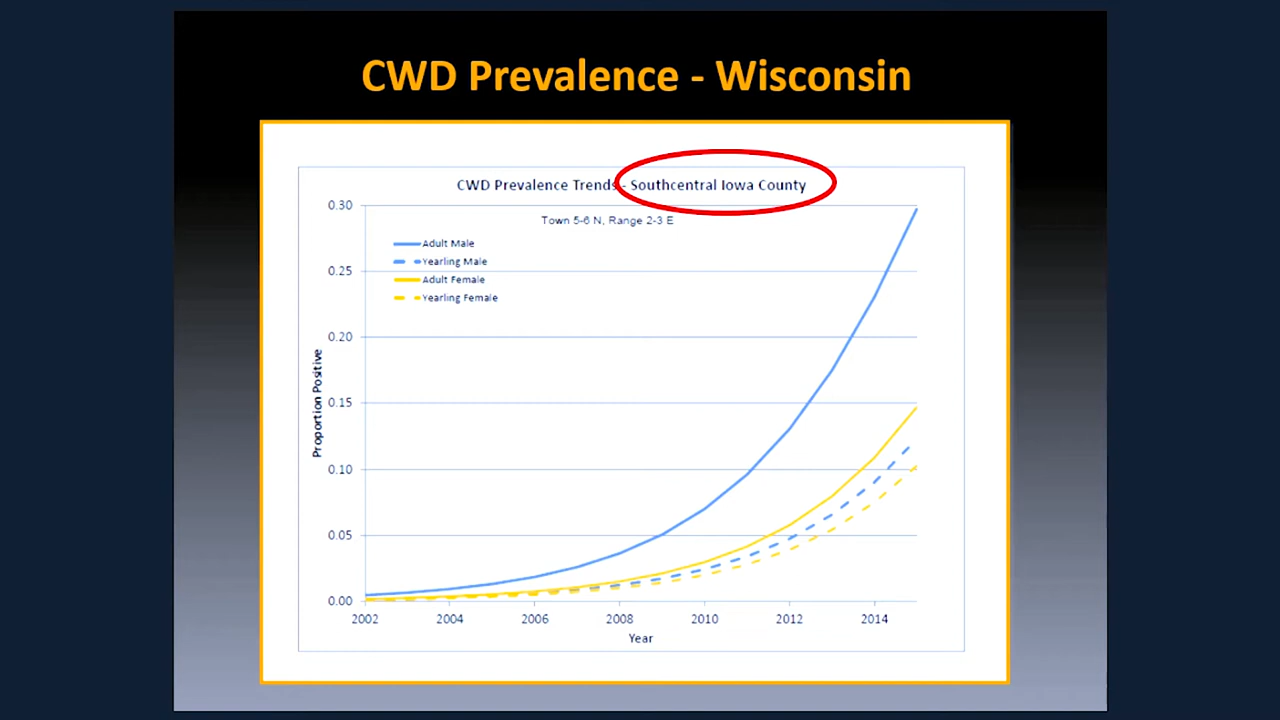 CWD Prevalence - Wisconsin
CWD Prevalence Trends - Southcentral Iowa County
Town 5-6 N, Range 2-3 E
Adult Male
Yearling Male
Adult Female
Yearling Female
0.30
0.25
0.20
0.15
0.10
0.05
0.00
Proportion Positive
2002 2004 2006 2008 2010 2012 2014
Year